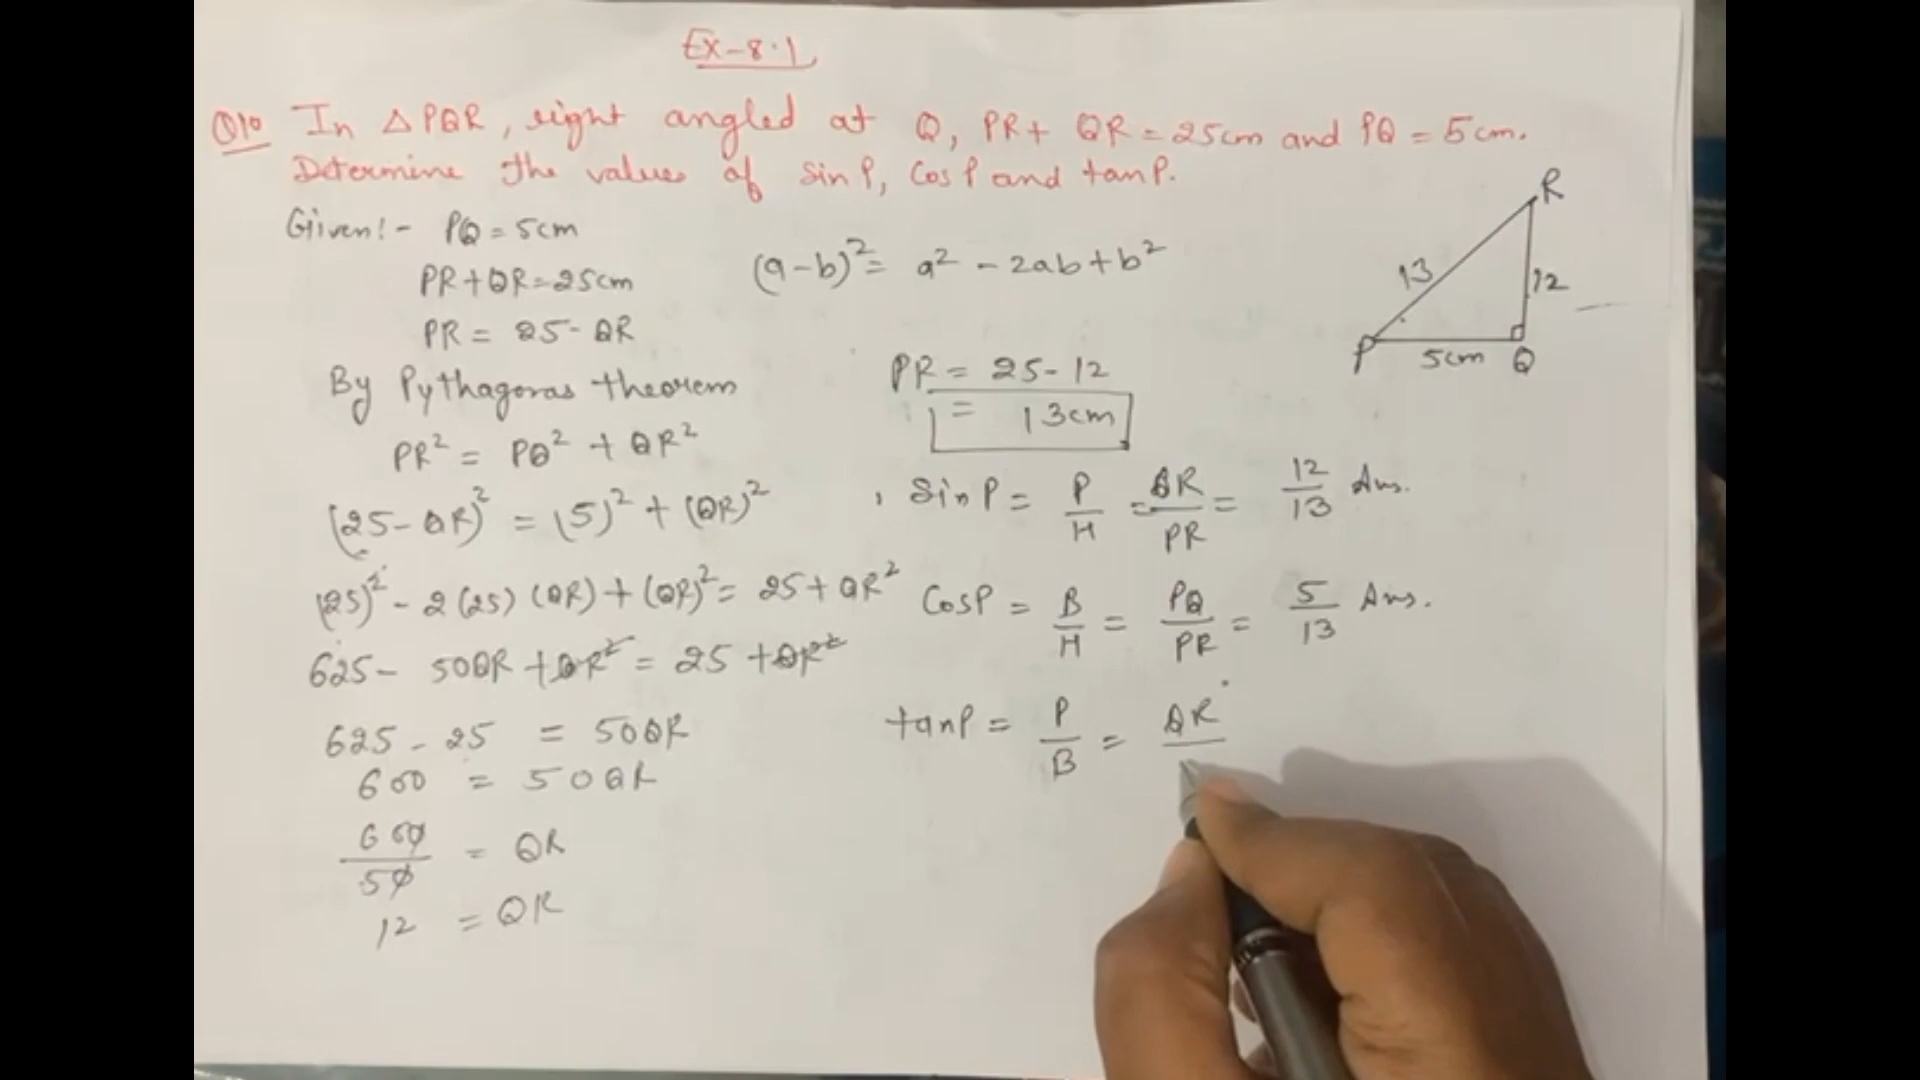 Ex-8.1
Q10 In △PQR, right angled at Q, PR + QR = 25cm and PQ = 5cm.
Determine the values of sin P, Cos P and tan P.
Given:- PQ = 5cm
PR + QR = 25cm
PR = 25 - QR
By Pythagoras theorem
PR² = PQ² + QR²
(25 - QR)² = (5)² + (QR)²
(25)² - 2 (25) (QR) + (QR)² = 25 + QR²
625 - 50QR + QR² = 25 + QR²
625 - 25 = 50QR
600 = 50QR
600/50 = QR
12 = QR
(a-b)² = a² - 2ab + b²
PR = 25 - 12
= 13cm
Sin P = P/H = QR/PR = 12/13 Ans.
Cos P = B/H = PQ/PR = 5/13 Ans.
tan P = P/B = QR
R
13
12
P
5cm
Q